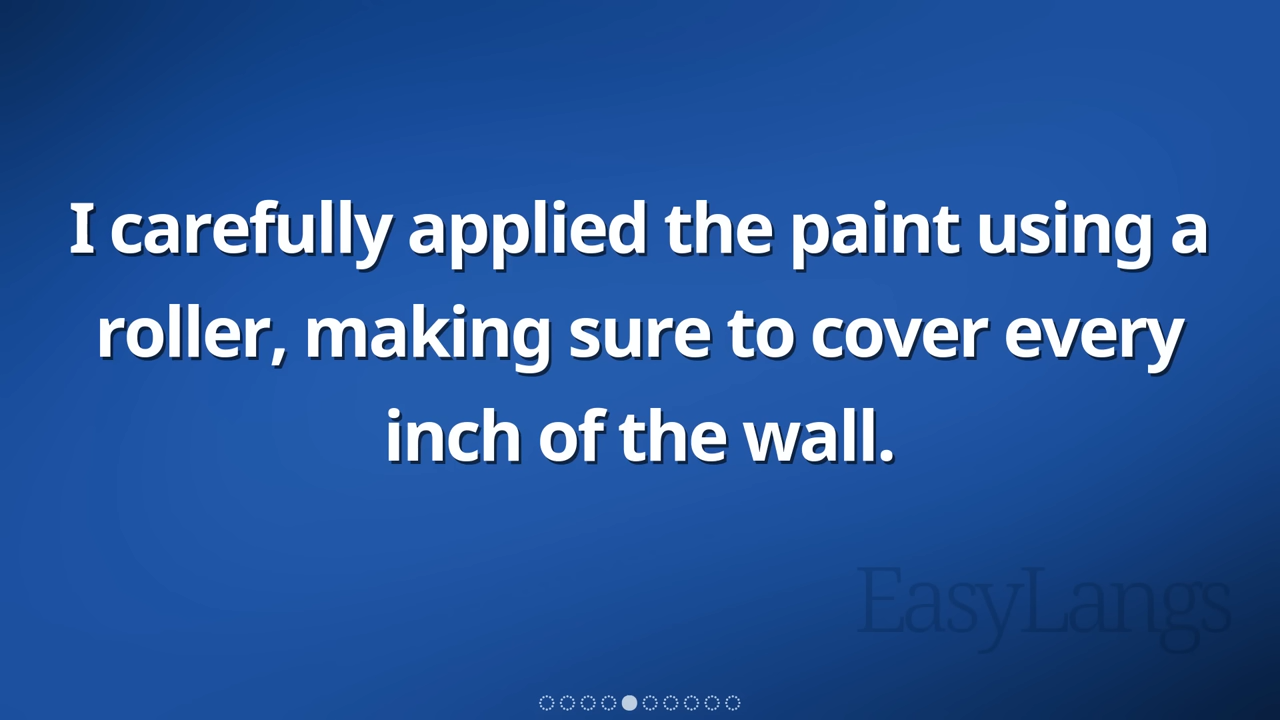 I carefully applied the paint using a
roller, making sure to cover every
inch of the wall.
EasyLangs